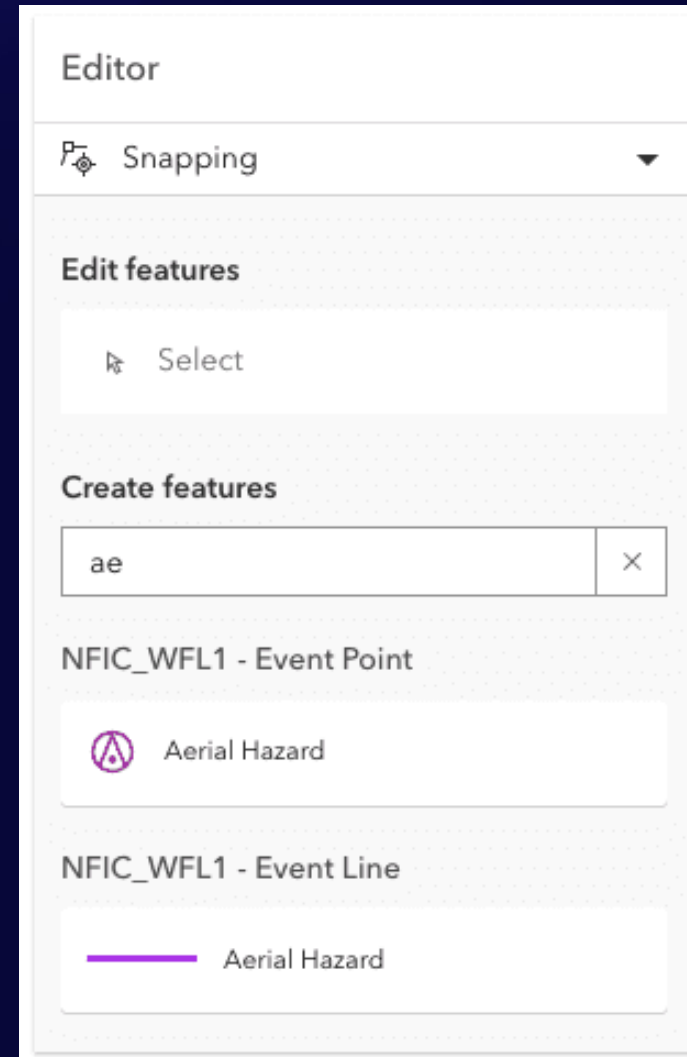 Editor
Snapping
Edit features
Select
Create features
ae
NFIC_WFL1 - Event Point
Aerial Hazard
NFIC_WFL1 - Event Line
Aerial Hazard